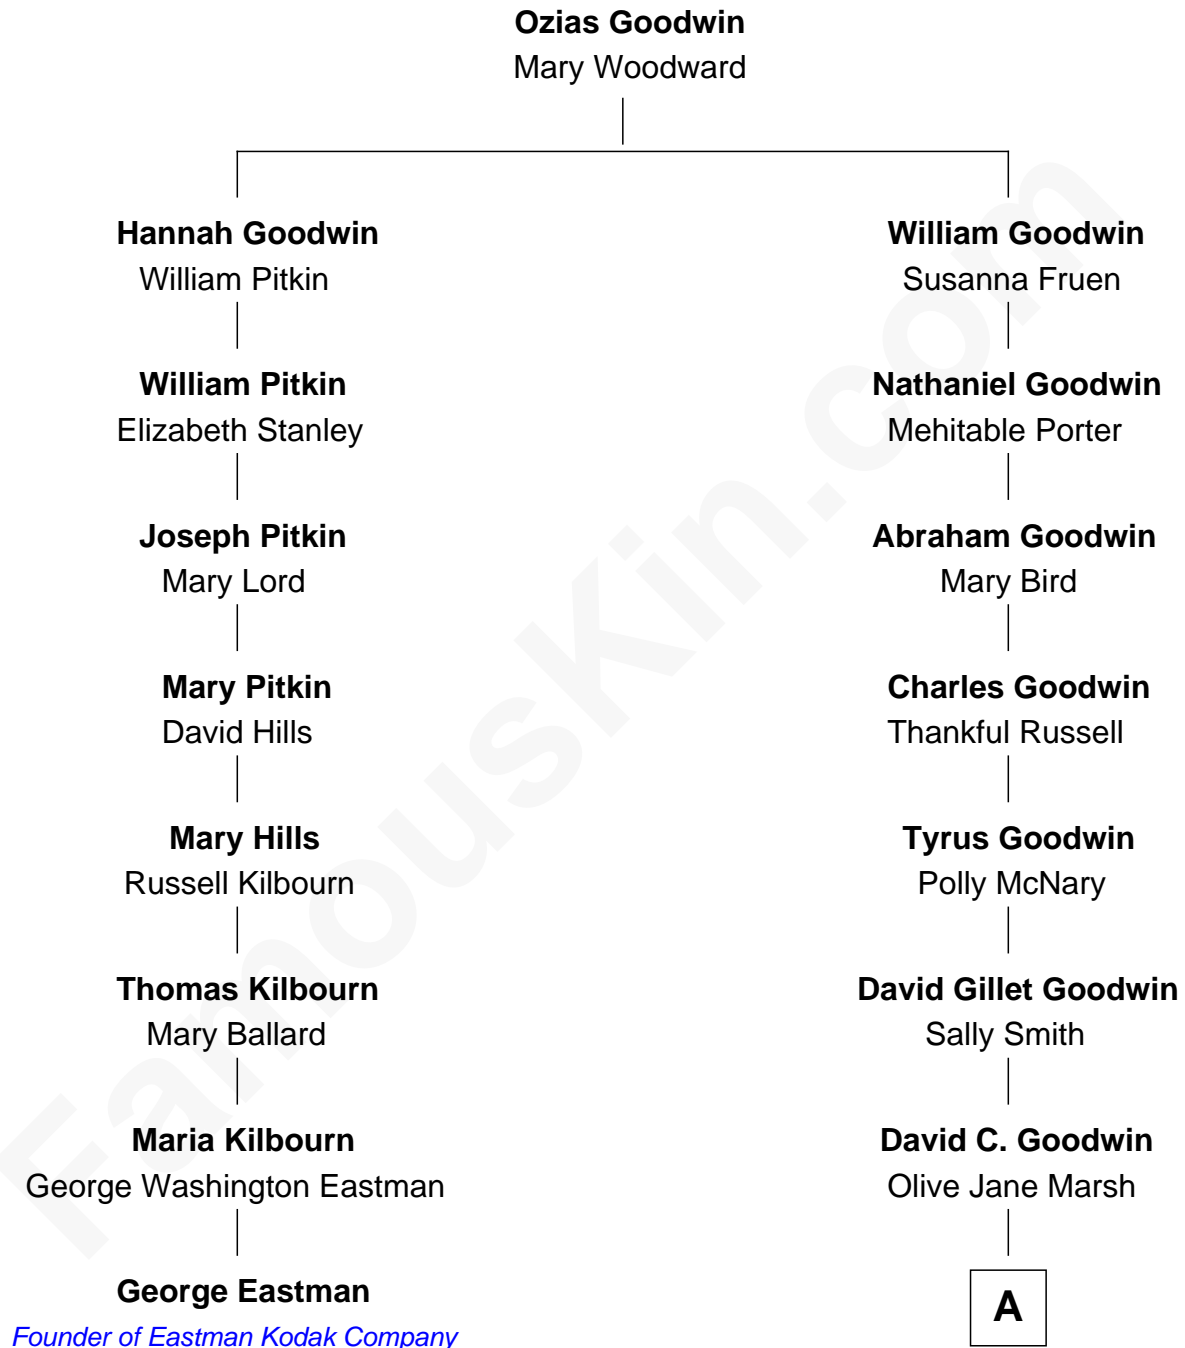 Ozias Goodwin
Mary Woodward
Hannah Goodwin
William Pitkin
William Goodwin
Susanna Fruen
William Pitkin
Elizabeth Stanley
Nathaniel Goodwin
Mehitable Porter
Joseph Pitkin
Mary Lord
Abraham Goodwin
Mary Bird
Mary Pitkin
David Hills
Charles Goodwin
Thankful Russell
Mary Hills
Russell Kilbourn
Tyrus Goodwin
Polly McNary
Thomas Kilbourn
Mary Ballard
David Gillet Goodwin
Sally Smith
Maria Kilbourn
George Washington Eastman
David C. Goodwin
Olive Jane Marsh
George Eastman
Founder of Eastman Kodak Company
A
FamousKin.com